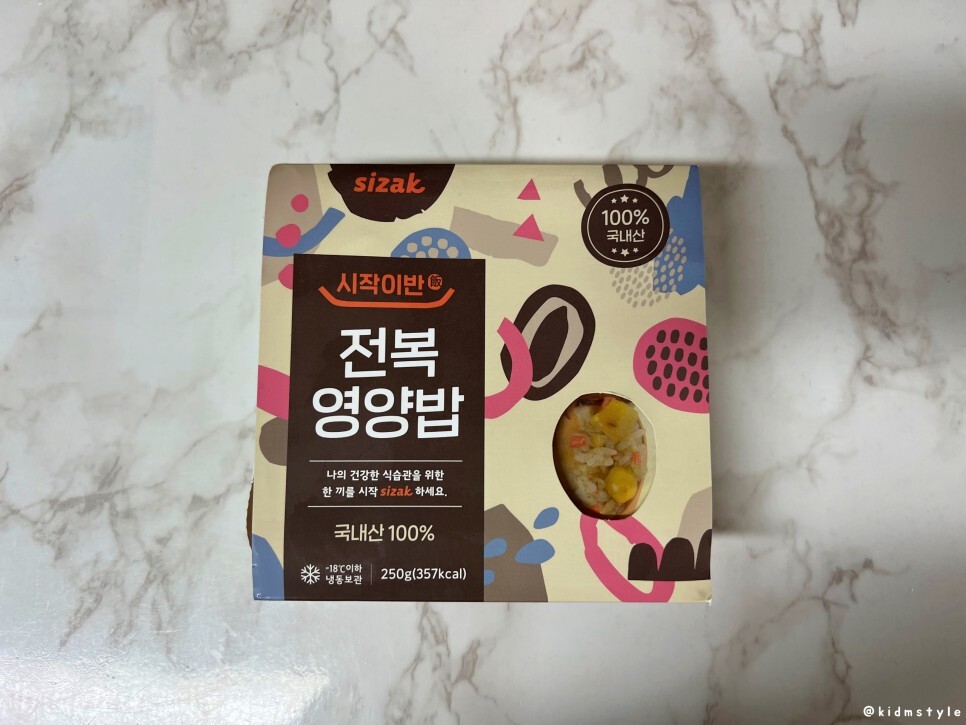 sizak
100%
국내산
시작이반 飯
전복
영양밥
나의 건강한 식습관을 위한
한 끼를 시작 sizak 하세요.
국내산 100%
-18℃이하
냉동보관
250g(357kcal)
@kidmstyle